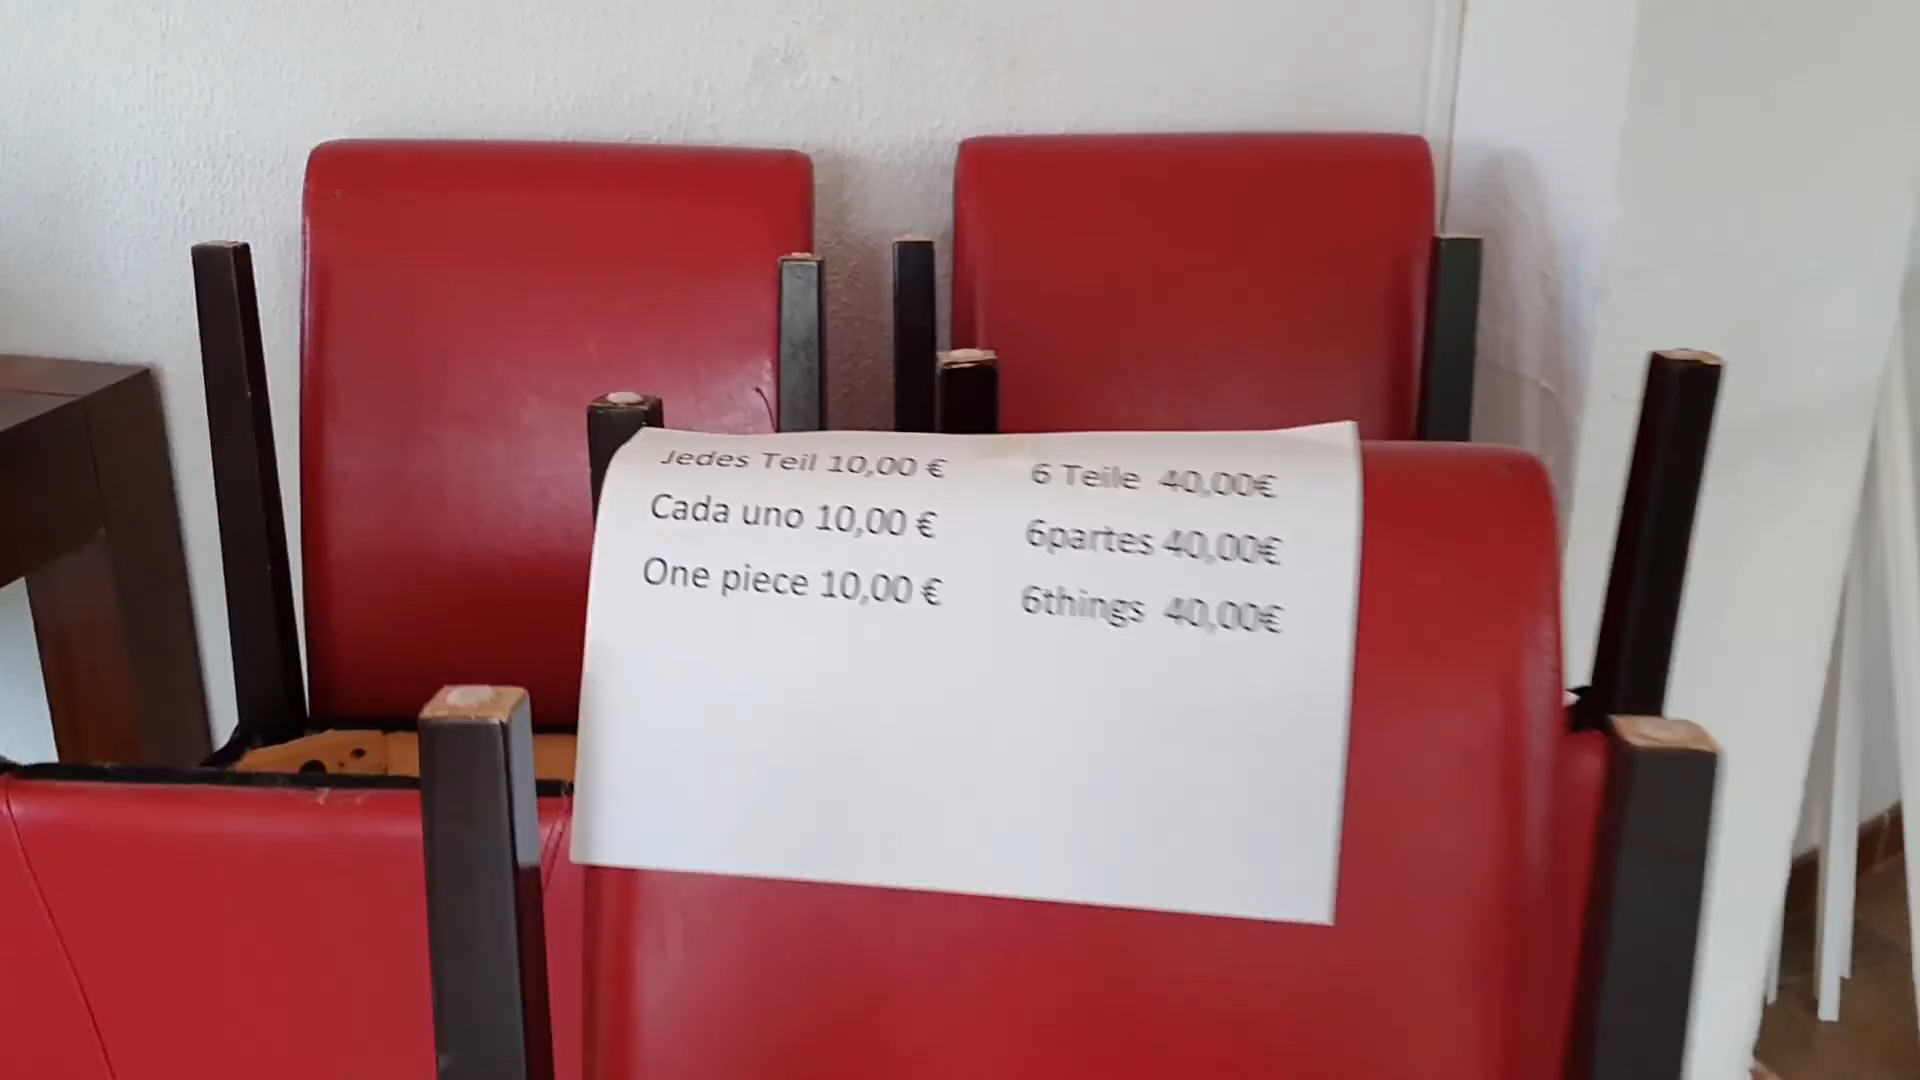 Jedes Teil 10,00 €
Cada uno 10,00 €
One piece 10,00 €
6 Teile 40,00€
6partes 40,00€
6things 40,00€